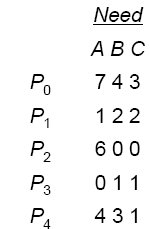 Need
A B C
P0 7 4 3
P1 1 2 2
P2 6 0 0
P3 0 1 1
P4 4 3 1